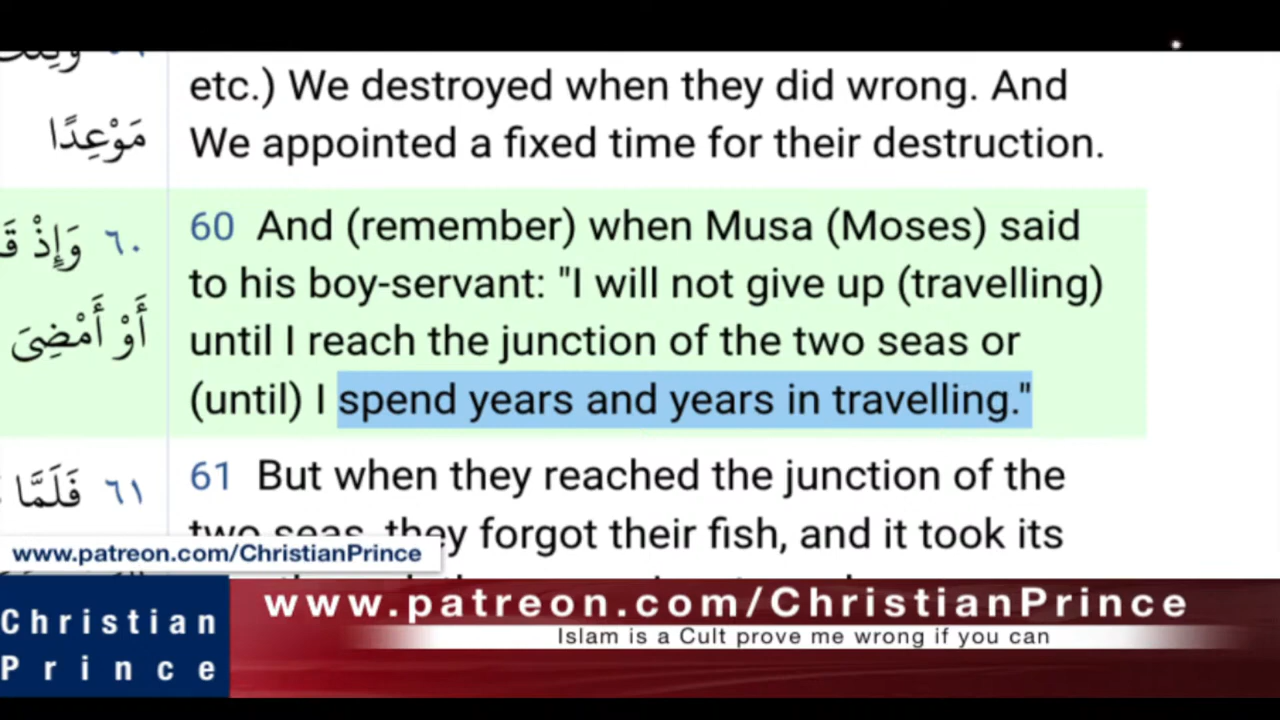 etc.) We destroyed when they did wrong. And
مَوْعِدًا
We appointed a fixed time for their destruction.
60 And (remember) when Musa (Moses) said
٦٠ وَإِذْ
to his boy-servant: "I will not give up (travelling)
until I reach the junction of the two seas or
أَوْ أَمْضِىَ
(until) I spend years and years in travelling."
61 But when they reached the junction of the
٦١ فَلَمَّا
two seas, they forgot their fish, and it took its
www.patreon.com/ChristianPrince
www.patreon.com/ChristianPrince
Islam is a Cult prove me wrong if you can
Christian
Prince